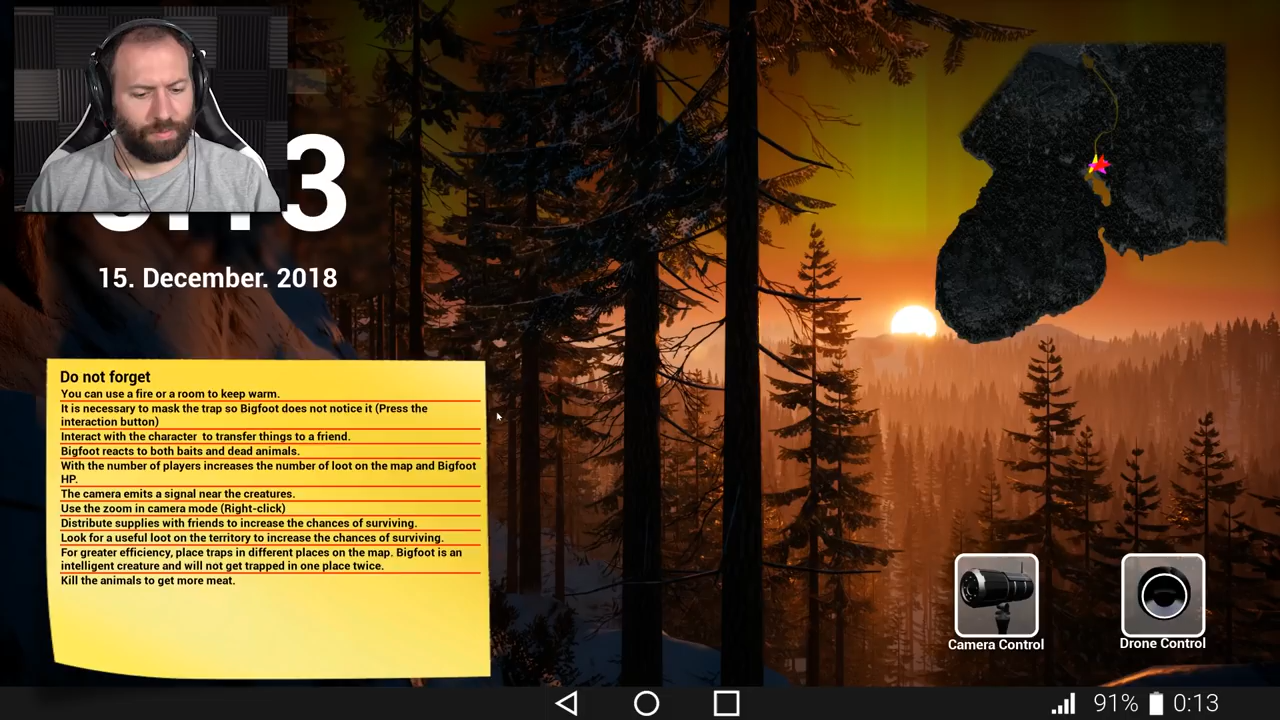 15. December. 2018
Do not forget
You can use a fire or a room to keep warm.
It is necessary to mask the trap so Bigfoot does not notice it (Press the
interaction button)
Interact with the character to transfer things to a friend.
Bigfoot reacts to both baits and dead animals.
With the number of players increases the number of loot on the map and Bigfoot
HP.
The camera emits a signal near the creatures.
Use the zoom in camera mode (Right-click)
Distribute supplies with friends to increase the chances of surviving.
Look for a useful loot on the territory to increase the chances of surviving.
For greater efficiency, place traps in different places on the map. Bigfoot is an
intelligent creature and will not get trapped in one place twice.
Kill the animals to get more meat.
Camera Control
Drone Control
91% 0:13